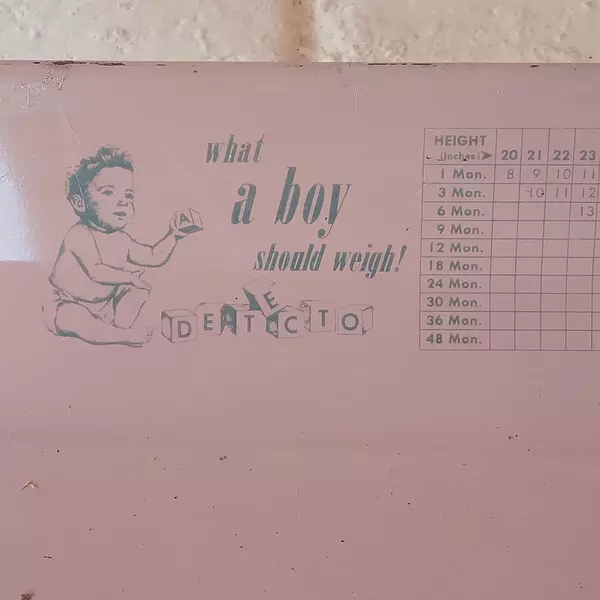 what
a boy
should weigh!
A
E
DETECTO
HEIGHT
(Inches) 20 21 22 23
1 Mon. 8 9 10 11
3 Mon. 10 11 12
6 Mon. 13
9 Mon.
12 Mon.
18 Mon.
24 Mon.
30 Mon.
36 Mon.
48 Mon.